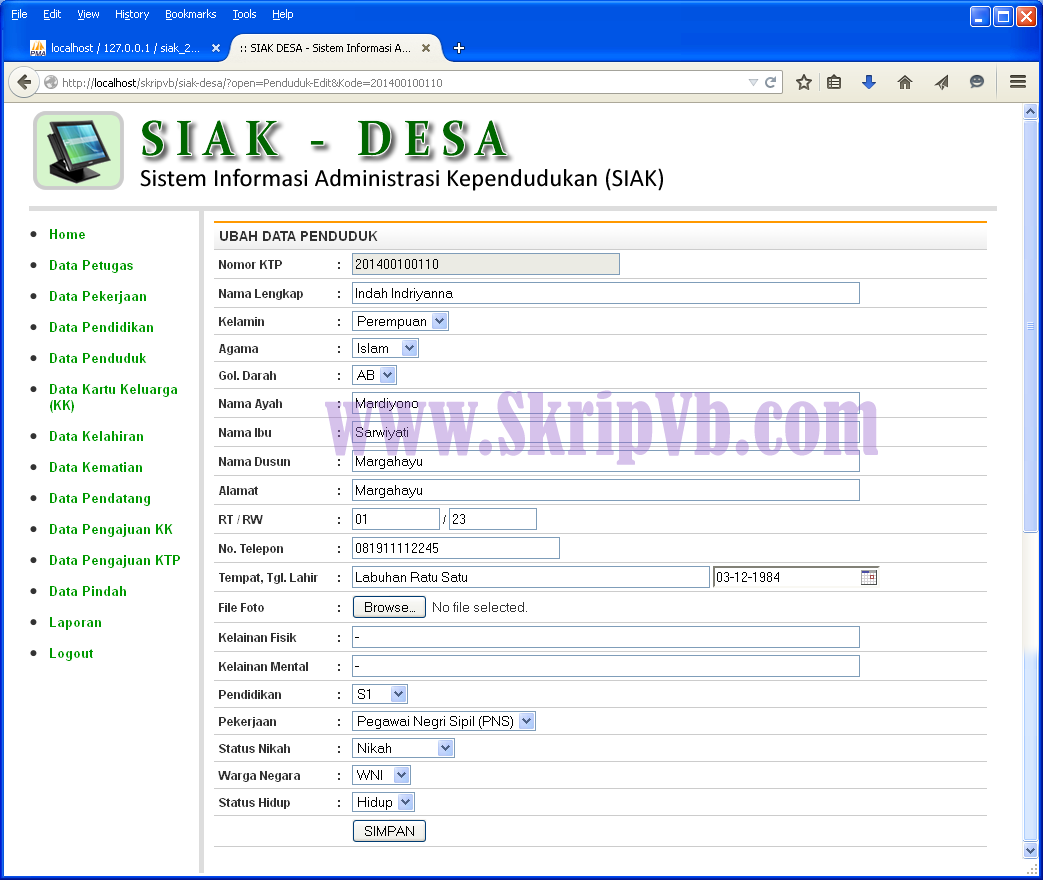 File Edit View History Bookmarks Tools Help
PMA localhost / 127.0.0.1 / siak_2... :: SIAK DESA - Sistem Informasi A...
http://localhost/skripvb/siak-desa/?open=Penduduk-Edit&Kode=201400100110
SIAK - DESA
Sistem Informasi Administrasi Kependudukan (SIAK)
Home
Data Petugas
Data Pekerjaan
Data Pendidikan
Data Penduduk
Data Kartu Keluarga
(KK)
Data Kelahiran
Data Kematian
Data Pendatang
Data Pengajuan KK
Data Pengajuan KTP
Data Pindah
Laporan
Logout
UBAH DATA PENDUDUK
Nomor KTP : 201400100110
Nama Lengkap : Indah Indriyanna
Kelamin : Perempuan
Agama : Islam
Gol. Darah : AB
Nama Ayah : Mardiyono
Nama Ibu : Sarwiyati
www.SkripVb.com
Nama Dusun : Margahayu
Alamat : Margahayu
RT / RW : 01 / 23
No. Telepon : 081911112245
Tempat, Tgl. Lahir : Labuhan Ratu Satu 03-12-1984
File Foto : Browse... No file selected.
Kelainan Fisik : -
Kelainan Mental : -
Pendidikan : S1
Pekerjaan : Pegawai Negri Sipil (PNS)
Status Nikah : Nikah
Warga Negara : WNI
Status Hidup : Hidup
SIMPAN